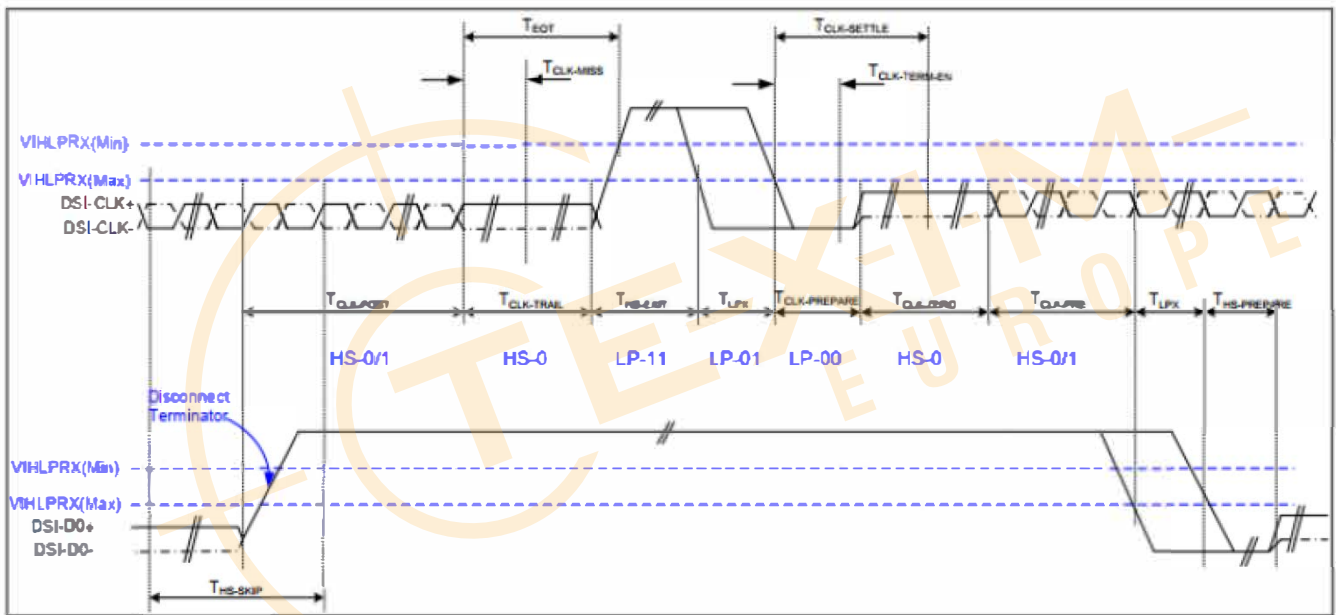 TEOT
TCLK-SETTLE
TCLK-MISS
TCLK-TERM-EN
VIHLPRX(Min)
VIHLPRX(Max)
DSI-CLK+
DSI-CLK-
TCLK-POST
TCLK-TRAIL
THS-EXIT
TLPX
TCLK-PREPARE
TCLK-ZERO
TCLK-PRE
TLPX
THS-PREPARE
HS-0/1
HS-0
LP-11
LP-01
LP-00
HS-0
HS-0/1
Disconnect
Terminator
VIHLPRX(Min)
VIHLPRX(Max)
DSI-D0+
DSI-D0-
THS-SKIP
TEXIM
EUROPE